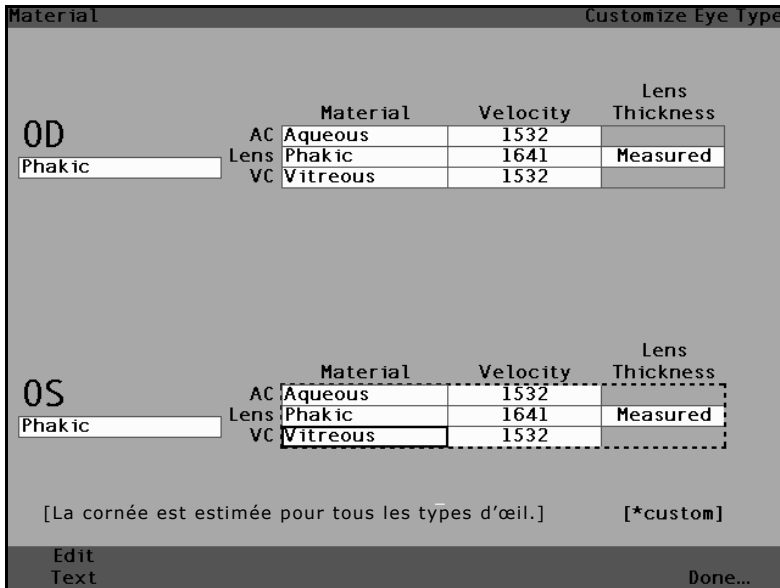 Material Customize Eye Type
Lens
Material Velocity Thickness
OD
AC Aqueous 1532
Phakic Lens Phakic 1641 Measured
VC Vitreous 1532
Lens
Material Velocity Thickness
OS
AC Aqueous 1532
Phakic Lens Phakic 1641 Measured
VC Vitreous 1532
[La cornée est estimée pour tous les types d'œil.] [*custom]
Edit
Text Done...